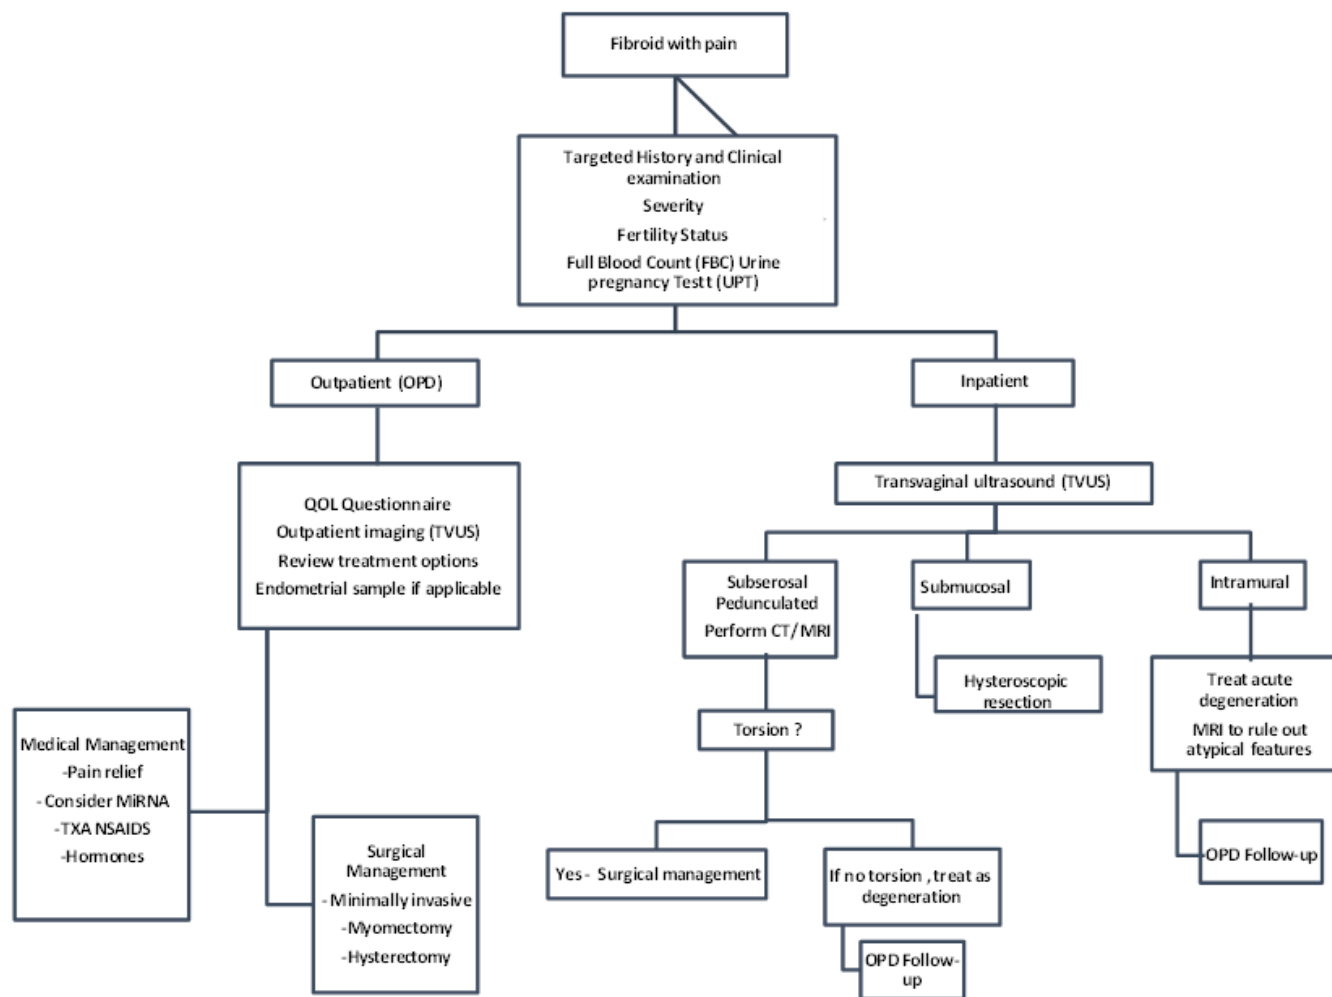 Fibroid with pain
Targeted History and Clinical
examination
Severity
Fertility Status
Full Blood Count (FBC) Urine
pregnancy Testt (UPT)
Outpatient (OPD)
Inpatient
QOL Questionnaire
Outpatient imaging (TVUS)
Review treatment options
Endometrial sample if applicable
Transvaginal ultrasound (TVUS)
Subserosal
Pedunculated
Perform CT/MRI
Submucosal
Intramural
Hysteroscopic
resection
Treat acute
degeneration
MRI to rule out
atypical features
Medical Management
-Pain relief
- Consider MiRNA
-TXA NSAIDS
-Hormones
Torsion ?
Surgical
Management
- Minimally invasive
-Myomectomy
-Hysterectomy
Yes - Surgical management
If no torsion , treat as
degeneration
OPD Follow-up
OPD Follow-
up